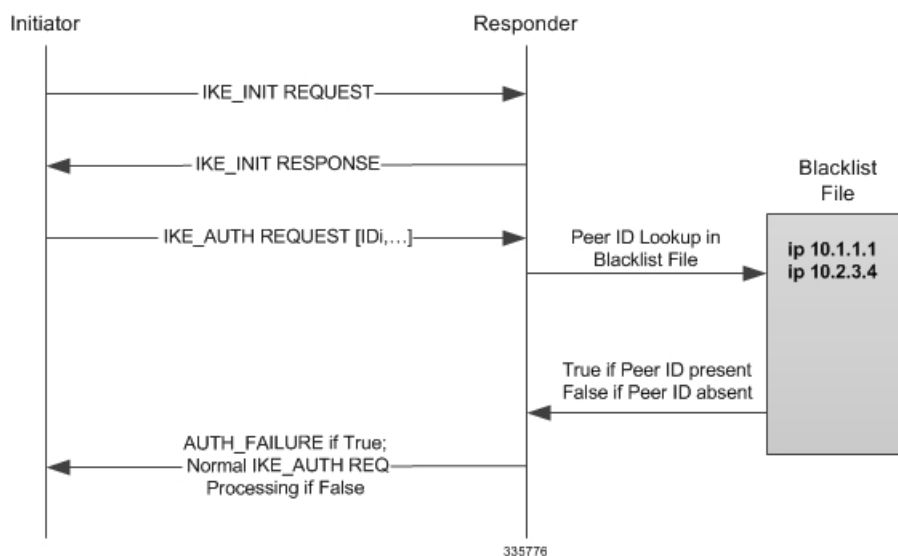 Initiator
Responder
IKE_INIT REQUEST
IKE_INIT RESPONSE
Blacklist
File
IKE_AUTH REQUEST [IDi,...]
Peer ID Lookup in
Blacklist File
ip 10.1.1.1
ip 10.2.3.4
True if Peer ID present
False if Peer ID absent
AUTH_FAILURE if True;
Normal IKE_AUTH REQ
Processing if False
335776